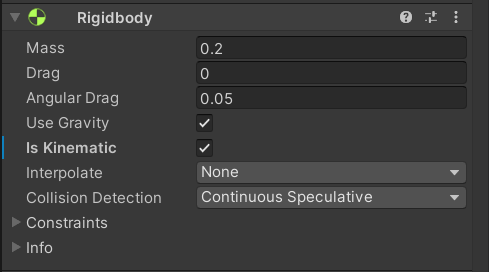 Rigidbody
Mass 0.2
Drag 0
Angular Drag 0.05
Use Gravity
Is Kinematic
Interpolate None
Collision Detection Continuous Speculative
Constraints
Info